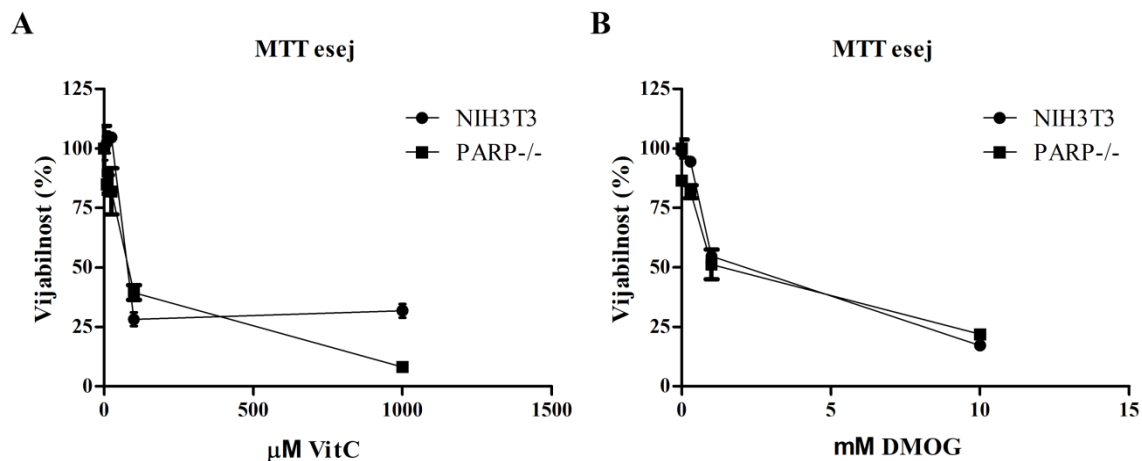 A
MTT esej
125
100
75
50
25
0
Vijabilnost (%)
NIH3T3
PARP-/-
0
500
1000
1500
μM VitC
B
MTT esej
125
100
75
50
25
0
Vijabilnost (%)
NIH3T3
PARP-/-
0
5
10
15
mM DMOG